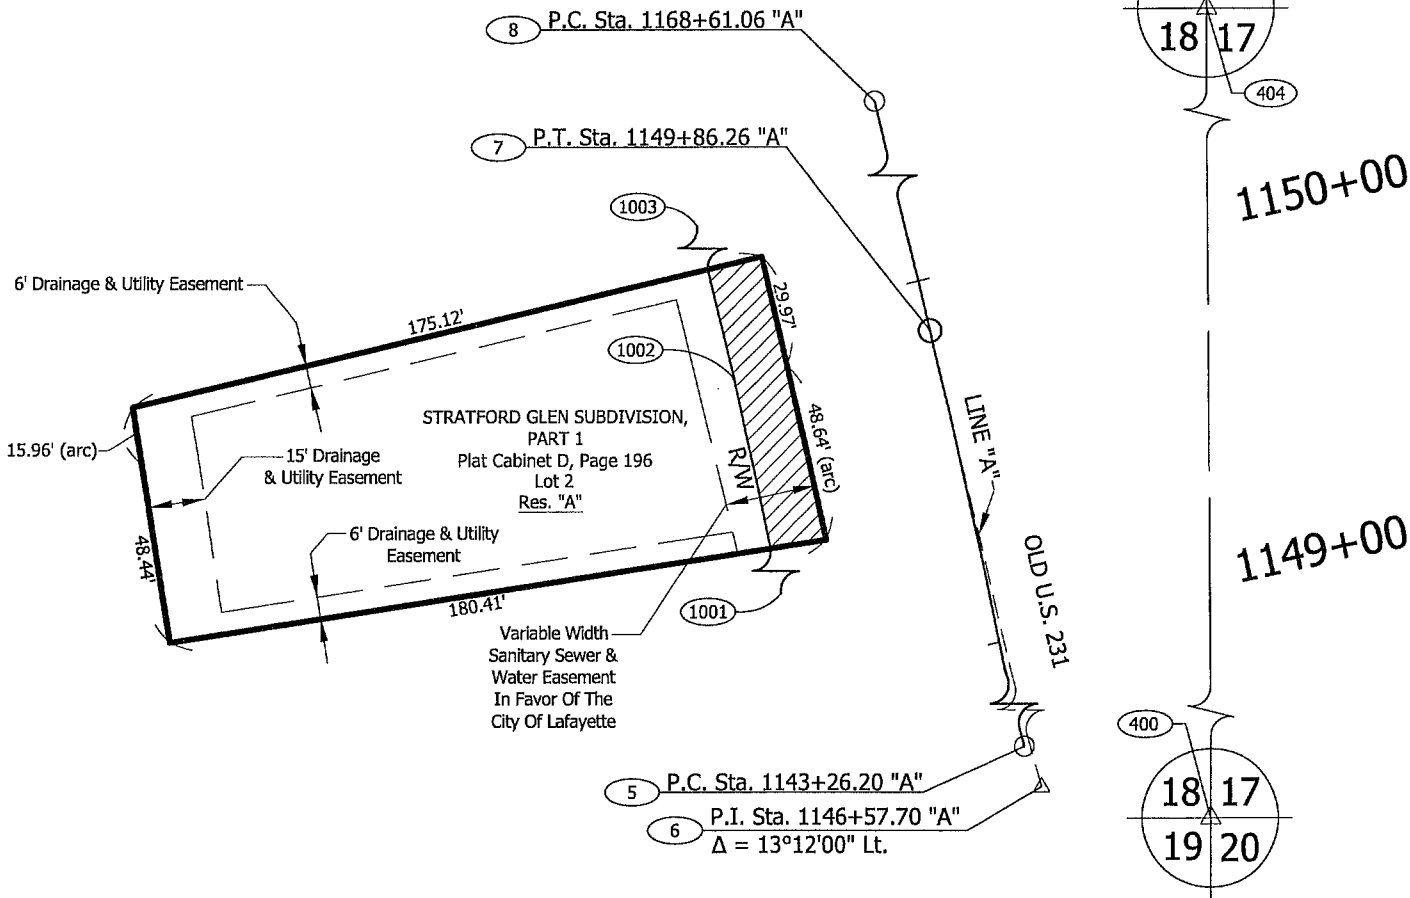 8
P.C. Sta. 1168+61.06 "A"
18 17
404
7
P.T. Sta. 1149+86.26 "A"
1150+00
1003
6' Drainage & Utility Easement
29.97'
175.12'
1002
STRATFORD GLEN SUBDIVISION,
PART 1
Plat Cabinet D, Page 196
Lot 2
Res. "A"
48.64' (arc)
LINE "A"
15.96' (arc)
15' Drainage
& Utility Easement
R/W
6' Drainage & Utility
Easement
48.44'
OLD U.S. 231
1149+00
180.41'
1001
Variable Width
Sanitary Sewer &
Water Easement
In Favor Of The
City Of Lafayette
400
5
P.C. Sta. 1143+26.20 "A"
6
P.I. Sta. 1146+57.70 "A"
Δ = 13°12'00" Lt.
18 17
19 20